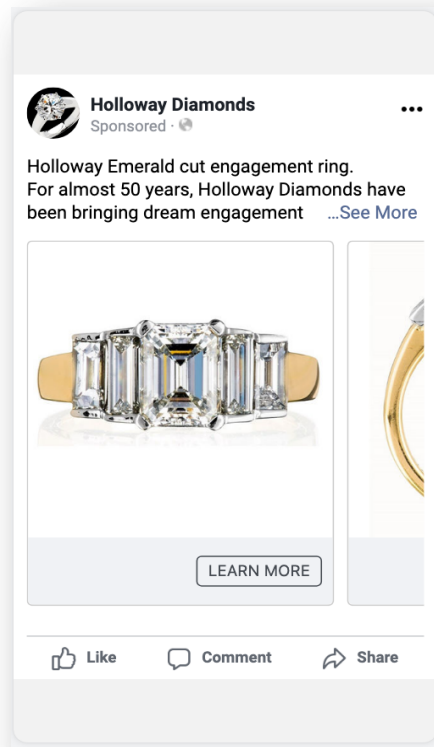 Holloway Diamonds
Sponsored ·
Holloway Emerald cut engagement ring.
For almost 50 years, Holloway Diamonds have
been bringing dream engagement ...See More
LEARN MORE
Like Comment Share